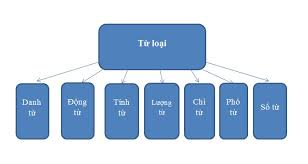 Từ loại
Danh
từ
Động
từ
Tính
từ
Lượng
từ
Chỉ
từ
Phó
từ
Số từ